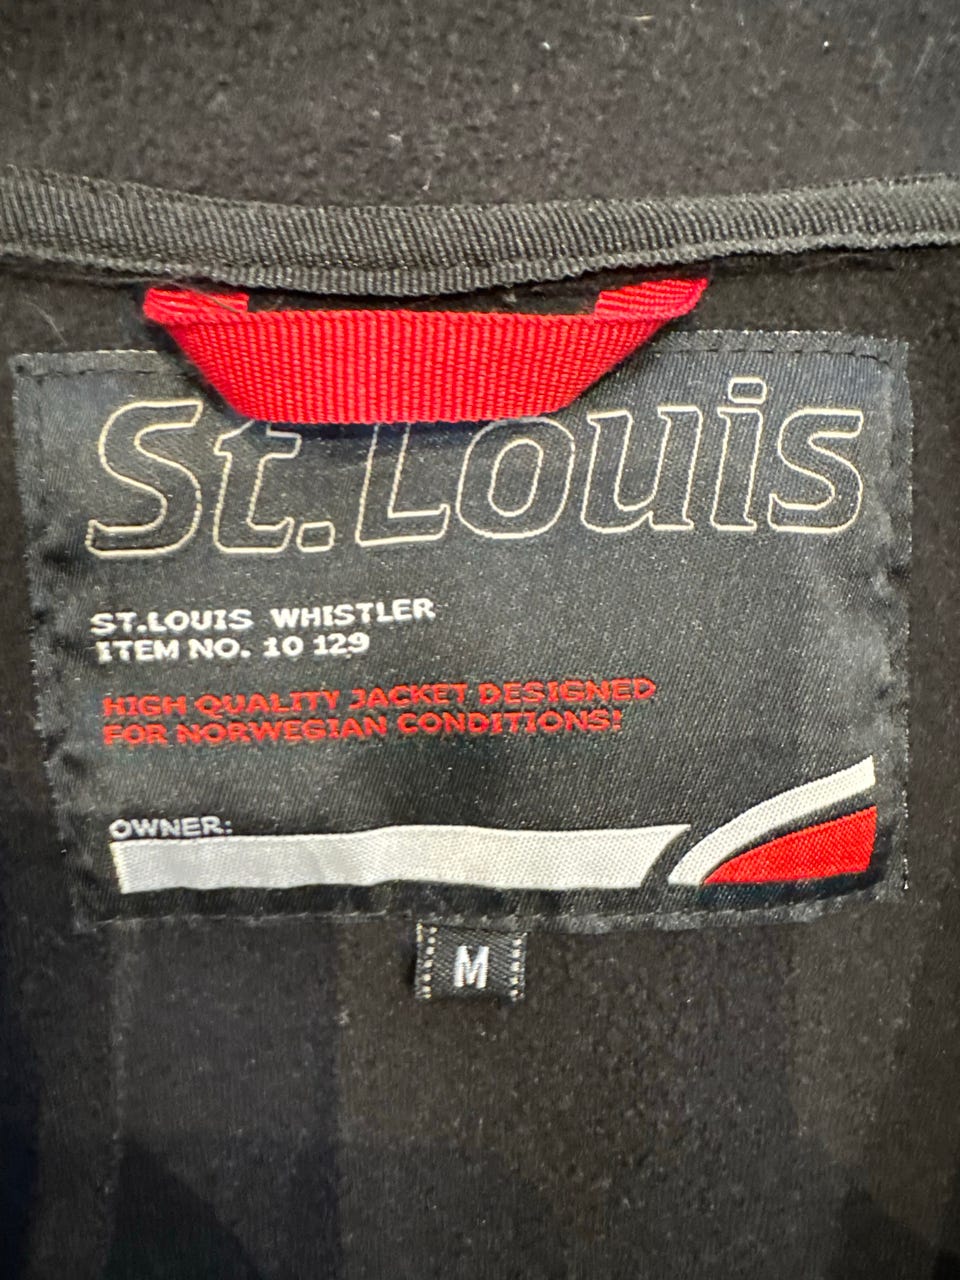 St.Louis
ST.LOUIS WHISTLER
ITEM NO. 10 129
HIGH QUALITY JACKET DESIGNED
FOR NORWEGIAN CONDITIONS!
OWNER:
M